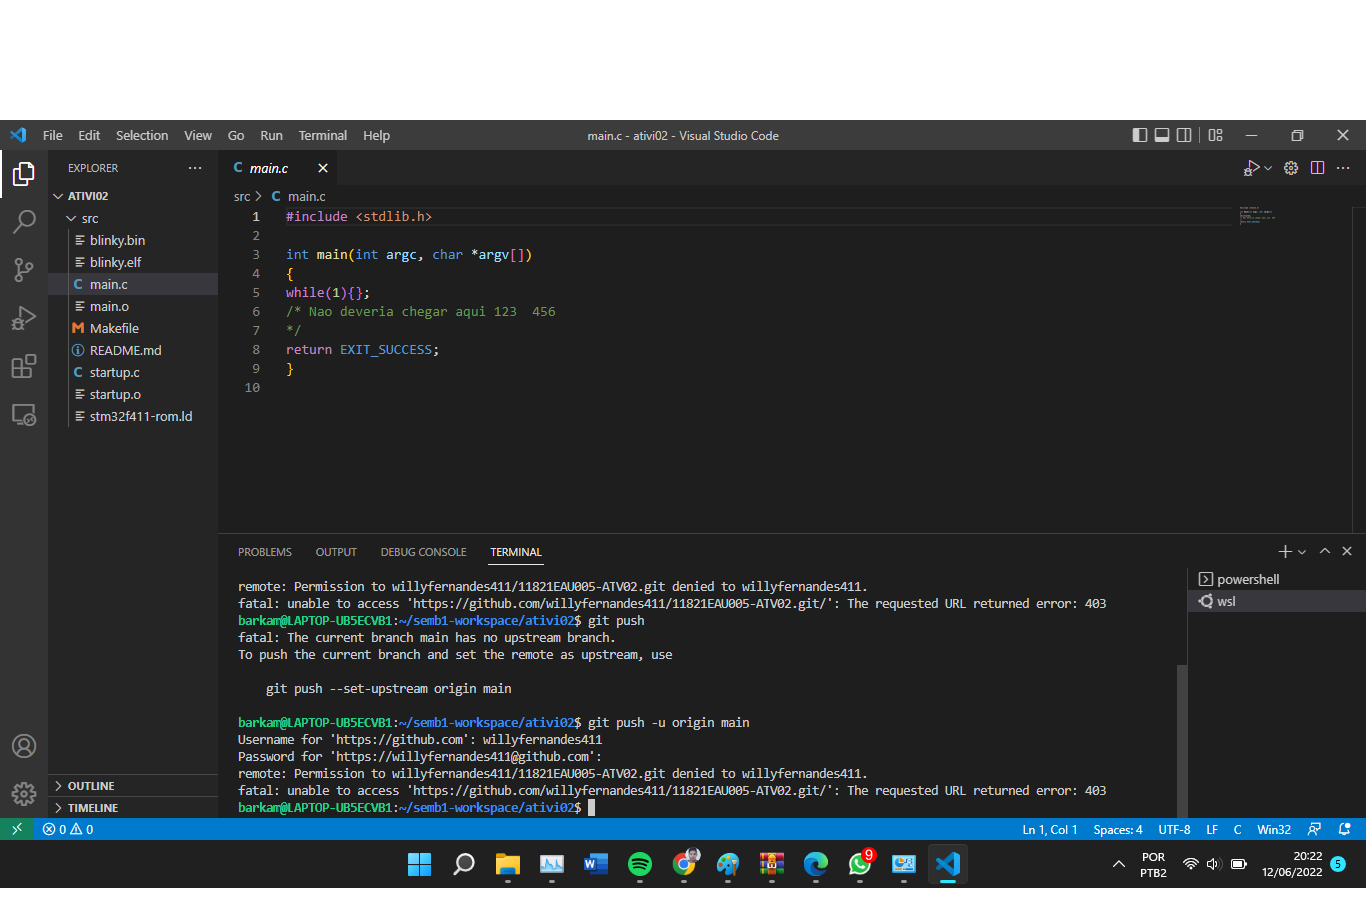 File Edit Selection View Go Run Terminal Help
main.c - ativi02 - Visual Studio Code
EXPLORER
ATIVI02
src
blinky.bin
blinky.elf
main.c
main.o
Makefile
README.md
startup.c
startup.o
stm32f411-rom.ld
OUTLINE
TIMELINE
C main.c
src > C main.c
1 #include <stdlib.h>
2
3 int main(int argc, char *argv[])
4 {
5 while(1){};
6 /* Nao deveria chegar aqui 123  456
7 */
8 return EXIT_SUCCESS;
9 }
10
PROBLEMS OUTPUT DEBUG CONSOLE TERMINAL
remote: Permission to willyfernandes411/11821EAU005-ATV02.git denied to willyfernandes411.
fatal: unable to access 'https://github.com/willyfernandes411/11821EAU005-ATV02.git/': The requested URL returned error: 403
barkam@LAPTOP-UB5ECVB1:~/semb1-workspace/ativi02$ git push
fatal: The current branch main has no upstream branch.
To push the current branch and set the remote as upstream, use
git push --set-upstream origin main
barkam@LAPTOP-UB5ECVB1:~/semb1-workspace/ativi02$ git push -u origin main
Username for 'https://github.com': willyfernandes411
Password for 'https://willyfernandes411@github.com':
remote: Permission to willyfernandes411/11821EAU005-ATV02.git denied to willyfernandes411.
fatal: unable to access 'https://github.com/willyfernandes411/11821EAU005-ATV02.git/': The requested URL returned error: 403
barkam@LAPTOP-UB5ECVB1:~/semb1-workspace/ativi02$
powershell
wsl
0 0
Ln 1, Col 1 Spaces: 4 UTF-8 LF C Win32
9
POR
PTB2
20:22
12/06/2022
5